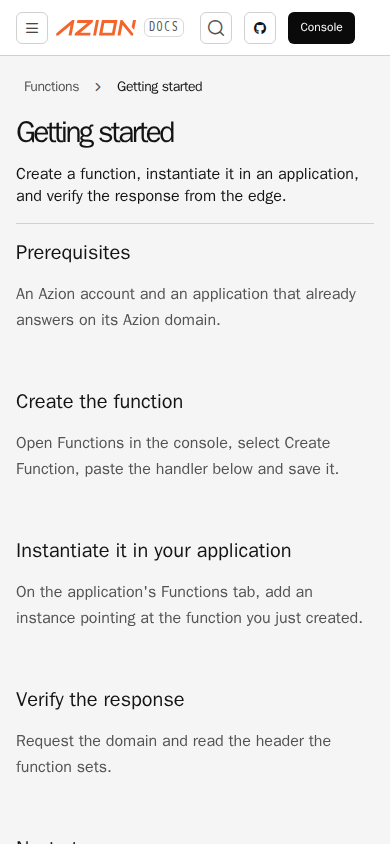 AZION DOCS Console
Functions > Getting started
Getting started
Create a function, instantiate it in an application,
and verify the response from the edge.
Prerequisites
An Azion account and an application that already
answers on its Azion domain.
Create the function
Open Functions in the console, select Create
Function, paste the handler below and save it.
Instantiate it in your application
On the application's Functions tab, add an
instance pointing at the function you just created.
Verify the response
Request the domain and read the header the
function sets.